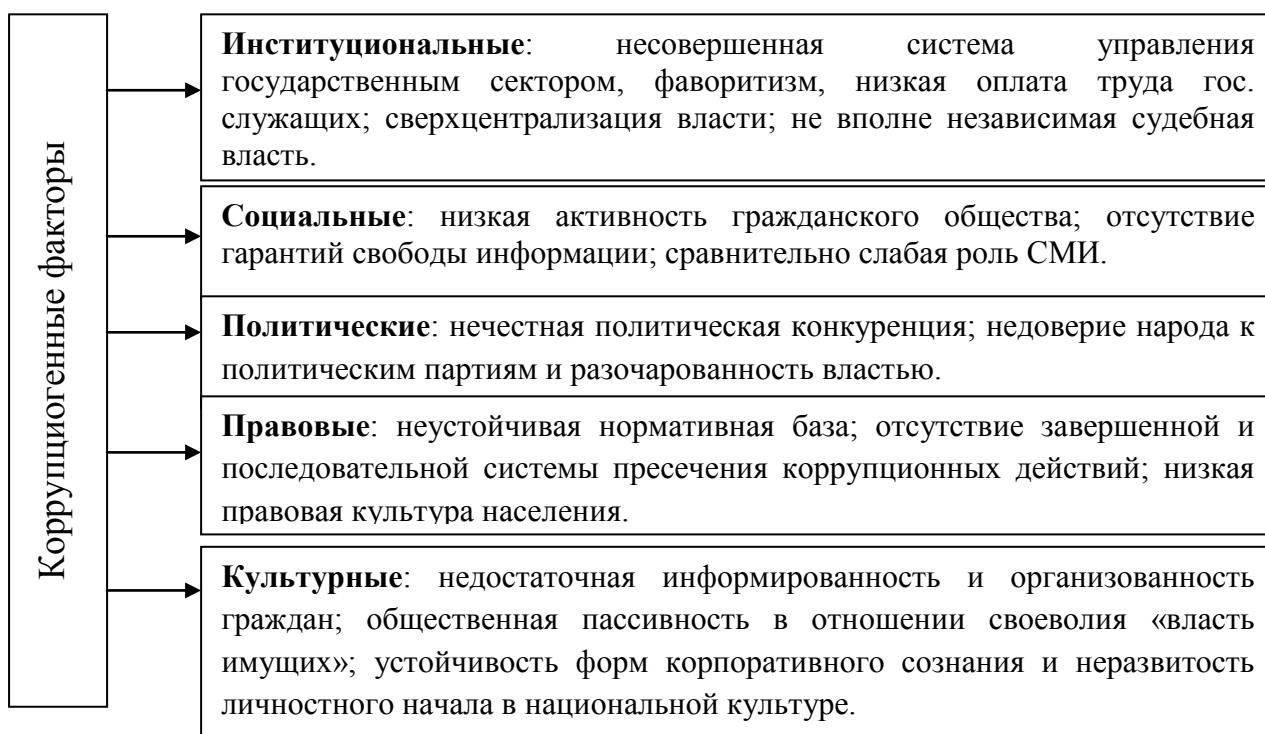 Коррупциогенные факторы
Институциональные: несовершенная система управления
государственным сектором, фаворитизм, низкая оплата труда гос.
служащих; сверхцентрализация власти; не вполне независимая судебная
власть.
Социальные: низкая активность гражданского общества; отсутствие
гарантий свободы информации; сравнительно слабая роль СМИ.
Политические: нечестная политическая конкуренция; недоверие народа к
политическим партиям и разочарованность властью.
Правовые: неустойчивая нормативная база; отсутствие завершенной и
последовательной системы пресечения коррупционных действий; низкая
правовая культура населения.
Культурные: недостаточная информированность и организованность
граждан; общественная пассивность в отношении своеволия «власть
имущих»; устойчивость форм корпоративного сознания и неразвитость
личностного начала в национальной культуре.